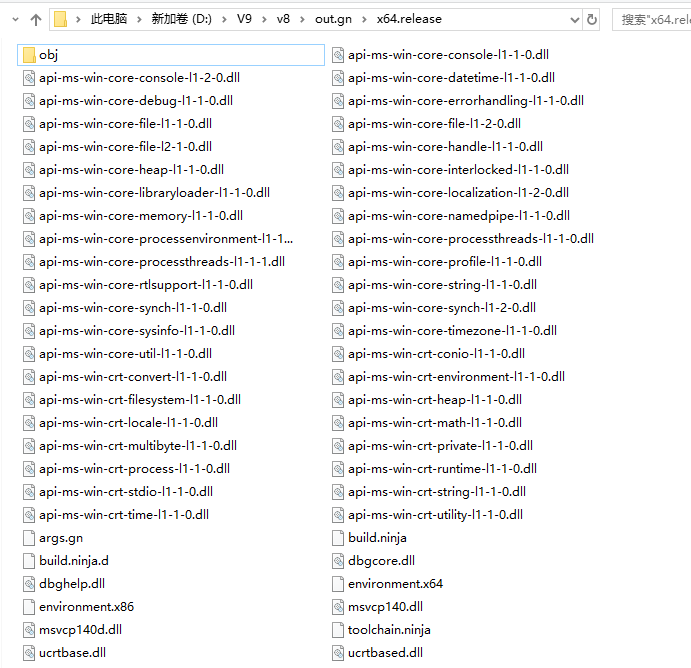 此电脑 > 新加卷 (D:) > V9 > v8 > out.gn > x64.release 搜索"x64.rele
obj api-ms-win-core-console-l1-1-0.dll
api-ms-win-core-console-l1-2-0.dll api-ms-win-core-datetime-l1-1-0.dll
api-ms-win-core-debug-l1-1-0.dll api-ms-win-core-errorhandling-l1-1-0.dll
api-ms-win-core-file-l1-1-0.dll api-ms-win-core-file-l1-2-0.dll
api-ms-win-core-file-l2-1-0.dll api-ms-win-core-handle-l1-1-0.dll
api-ms-win-core-heap-l1-1-0.dll api-ms-win-core-interlocked-l1-1-0.dll
api-ms-win-core-libraryloader-l1-1-0.dll api-ms-win-core-localization-l1-2-0.dll
api-ms-win-core-memory-l1-1-0.dll api-ms-win-core-namedpipe-l1-1-0.dll
api-ms-win-core-processenvironment-l1-1... api-ms-win-core-processthreads-l1-1-0.dll
api-ms-win-core-processthreads-l1-1-1.dll api-ms-win-core-profile-l1-1-0.dll
api-ms-win-core-rtlsupport-l1-1-0.dll api-ms-win-core-string-l1-1-0.dll
api-ms-win-core-synch-l1-1-0.dll api-ms-win-core-synch-l1-2-0.dll
api-ms-win-core-sysinfo-l1-1-0.dll api-ms-win-core-timezone-l1-1-0.dll
api-ms-win-core-util-l1-1-0.dll api-ms-win-crt-conio-l1-1-0.dll
api-ms-win-crt-convert-l1-1-0.dll api-ms-win-crt-environment-l1-1-0.dll
api-ms-win-crt-filesystem-l1-1-0.dll api-ms-win-crt-heap-l1-1-0.dll
api-ms-win-crt-locale-l1-1-0.dll api-ms-win-crt-math-l1-1-0.dll
api-ms-win-crt-multibyte-l1-1-0.dll api-ms-win-crt-private-l1-1-0.dll
api-ms-win-crt-process-l1-1-0.dll api-ms-win-crt-runtime-l1-1-0.dll
api-ms-win-crt-stdio-l1-1-0.dll api-ms-win-crt-string-l1-1-0.dll
api-ms-win-crt-time-l1-1-0.dll api-ms-win-crt-utility-l1-1-0.dll
args.gn build.ninja
build.ninja.d dbgcore.dll
dbghelp.dll environment.x64
environment.x86 msvcp140.dll
msvcp140d.dll toolchain.ninja
ucrtbase.dll ucrtbased.dll